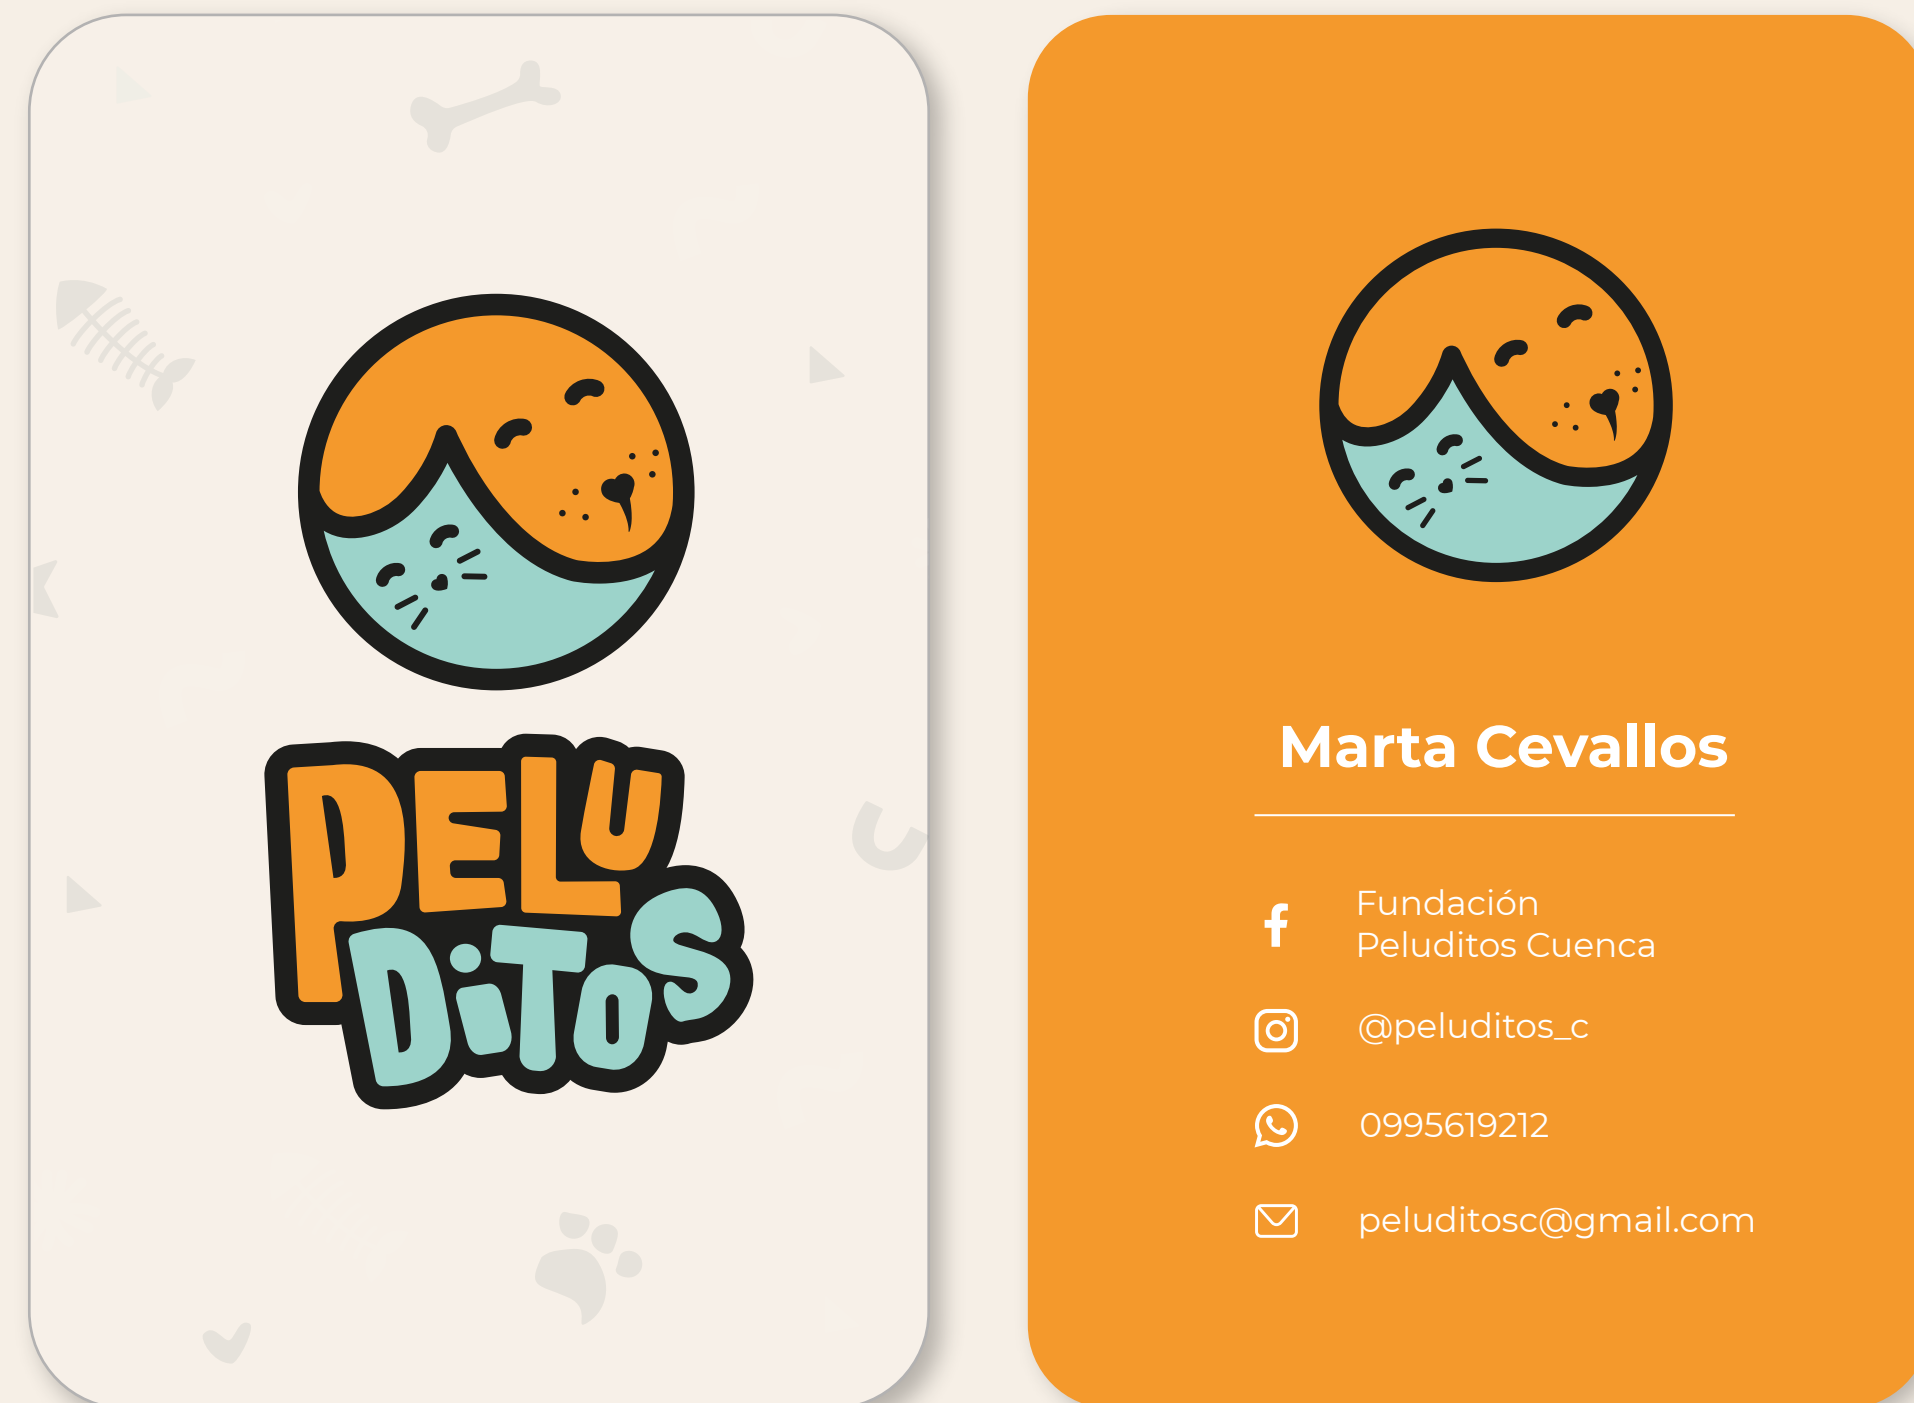 PELU
DiTOS
Marta Cevallos
Fundación
Peluditos Cuenca
@peluditos_c
0995619212
peluditosc@gmail.com